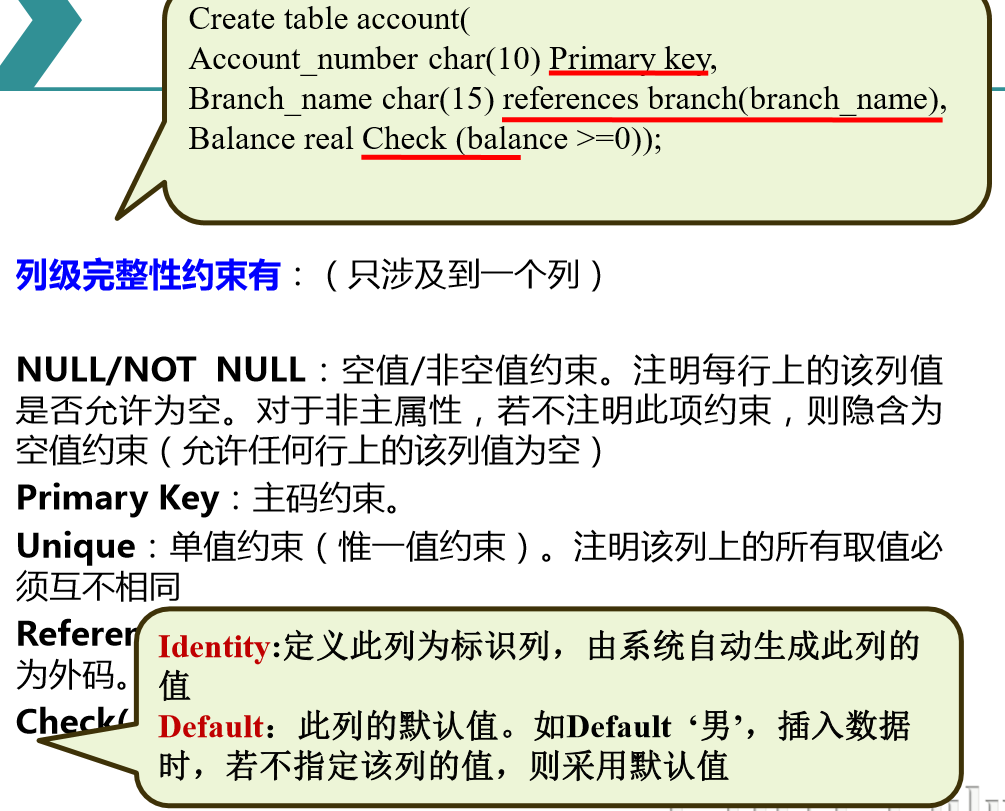 Create table account(
Account_number char(10) Primary key,
Branch_name char(15) references branch(branch_name),
Balance real Check (balance >=0));
列级完整性约束有：（只涉及到一个列）
NULL/NOT NULL：空值/非空值约束。注明每行上的该列值
是否允许为空。对于非主属性，若不注明此项约束，则隐含为
空值约束（允许任何行上的该列值为空）
Primary Key：主码约束。
Unique：单值约束（惟一值约束）。注明该列上的所有取值必
须互不相同
为外码。
Check(
Identity:定义此列为标识列，由系统自动生成此列的
值
Default：此列的默认值。如Default ‘男’，插入数据
时，若不指定该列的值，则采用默认值